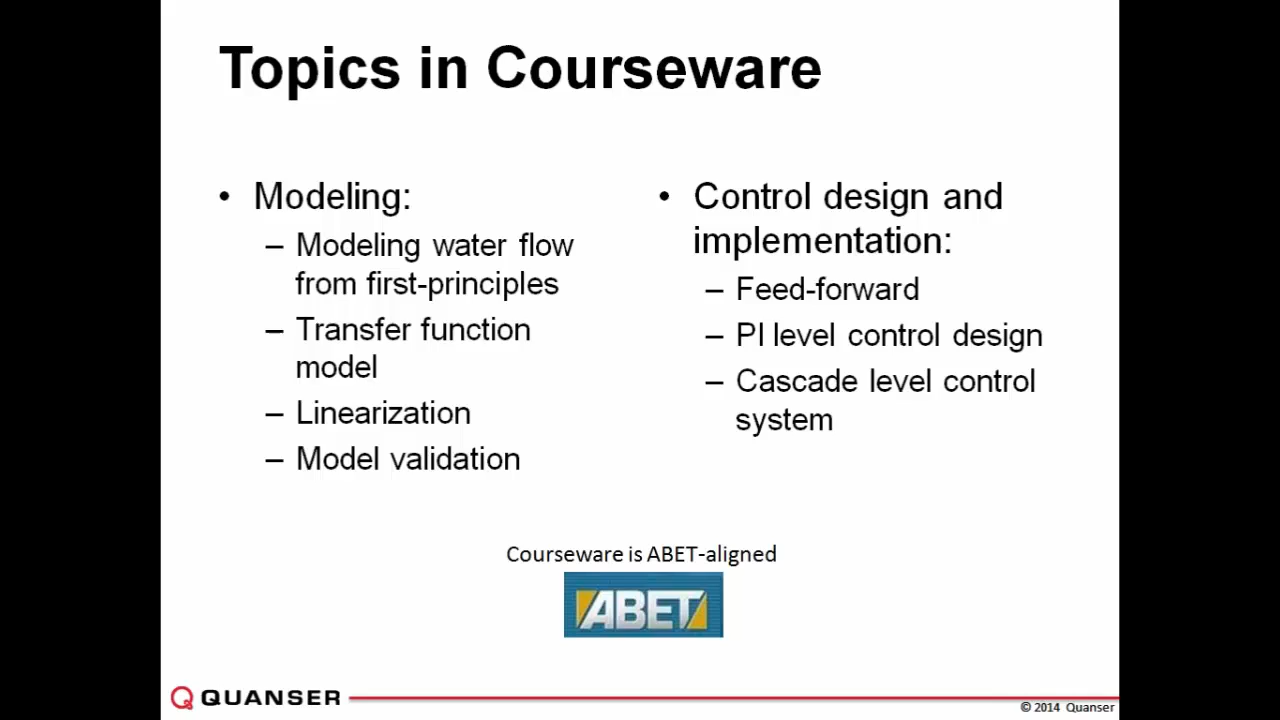 Topics in Courseware
• Modeling:
– Modeling water flow
from first-principles
– Transfer function
model
– Linearization
– Model validation
• Control design and
implementation:
– Feed-forward
– PI level control design
– Cascade level control
system
Courseware is ABET-aligned
ABET
QUANSER
© 2014 Quanser